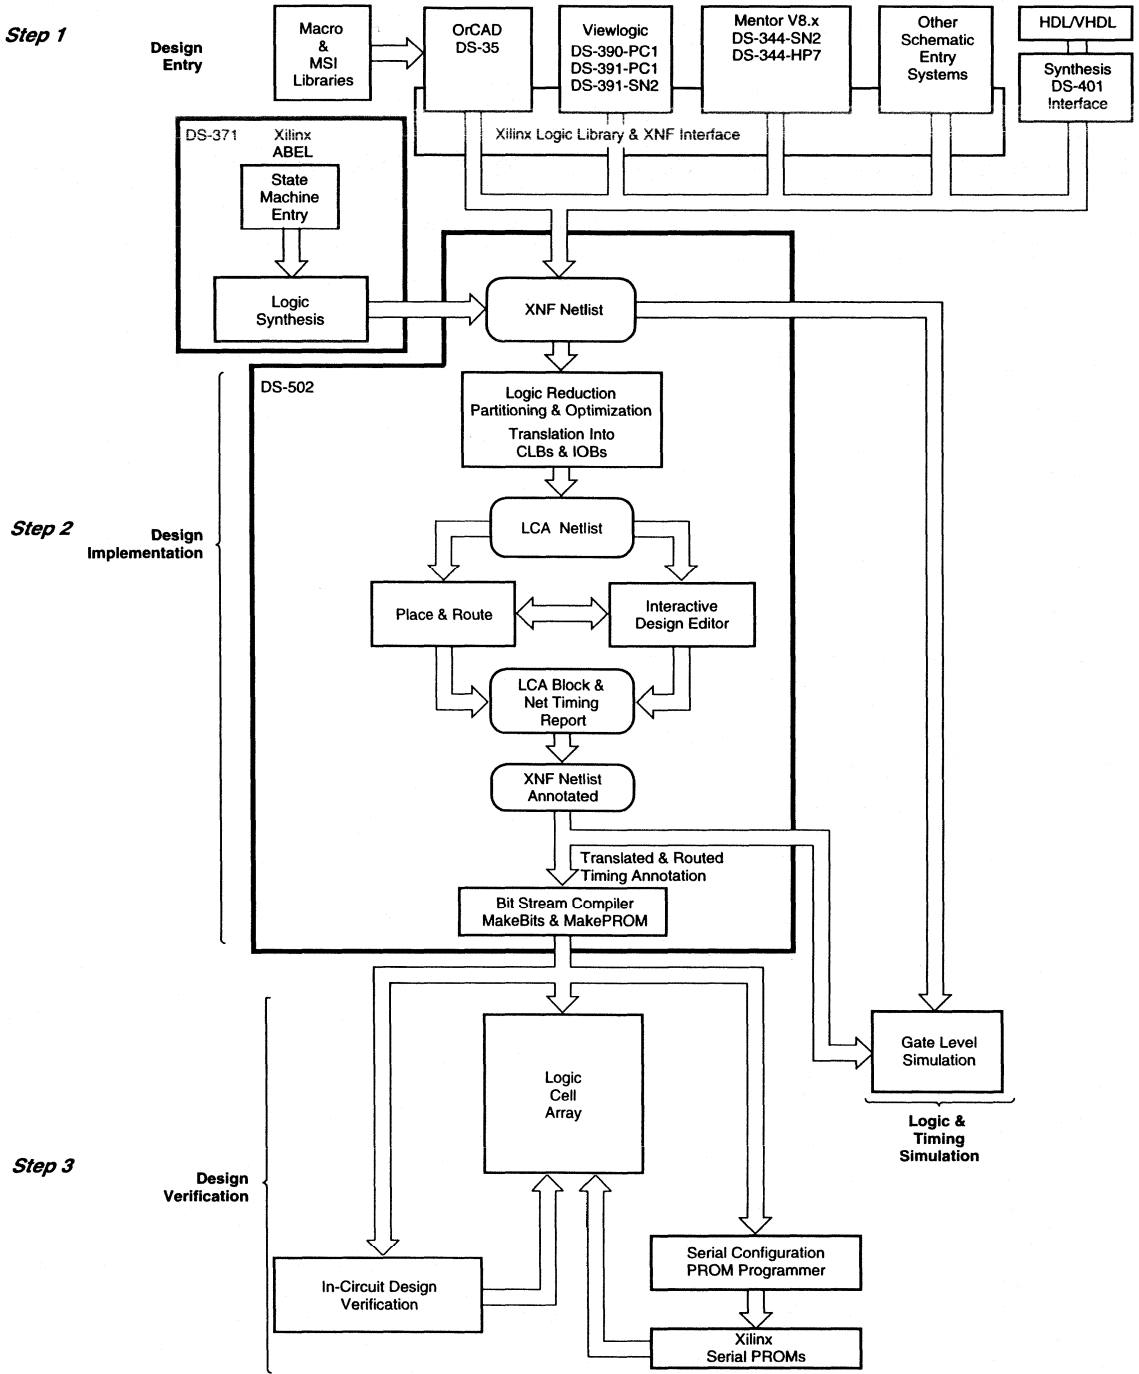 Step 1
Design
Entry
Macro
&
MSI
Libraries
OrCAD
DS-35
Viewlogic
DS-390-PC1
DS-391-PC1
DS-391-SN2
Mentor V8.x
DS-344-SN2
DS-344-HP7
Other
Schematic
Entry
Systems
HDL/VHDL
Synthesis
DS-401
Interface
Xilinx Logic Library & XNF Interface
DS-371
Xilinx
ABEL
State
Machine
Entry
Logic
Synthesis
XNF Netlist
DS-502
Logic Reduction
Partitioning & Optimization
Translation Into
CLBs & IOBs
Step 2
Design
Implementation
LCA Netlist
Place & Route
Interactive
Design Editor
LCA Block &
Net Timing
Report
XNF Netlist
Annotated
Translated & Routed
Timing Annotation
Bit Stream Compiler
MakeBits & MakePROM
Logic
Cell
Array
Gate Level
Simulation
Logic &
Timing
Simulation
Step 3
Design
Verification
In-Circuit Design
Verification
Serial Configuration
PROM Programmer
Xilinx
Serial PROMs